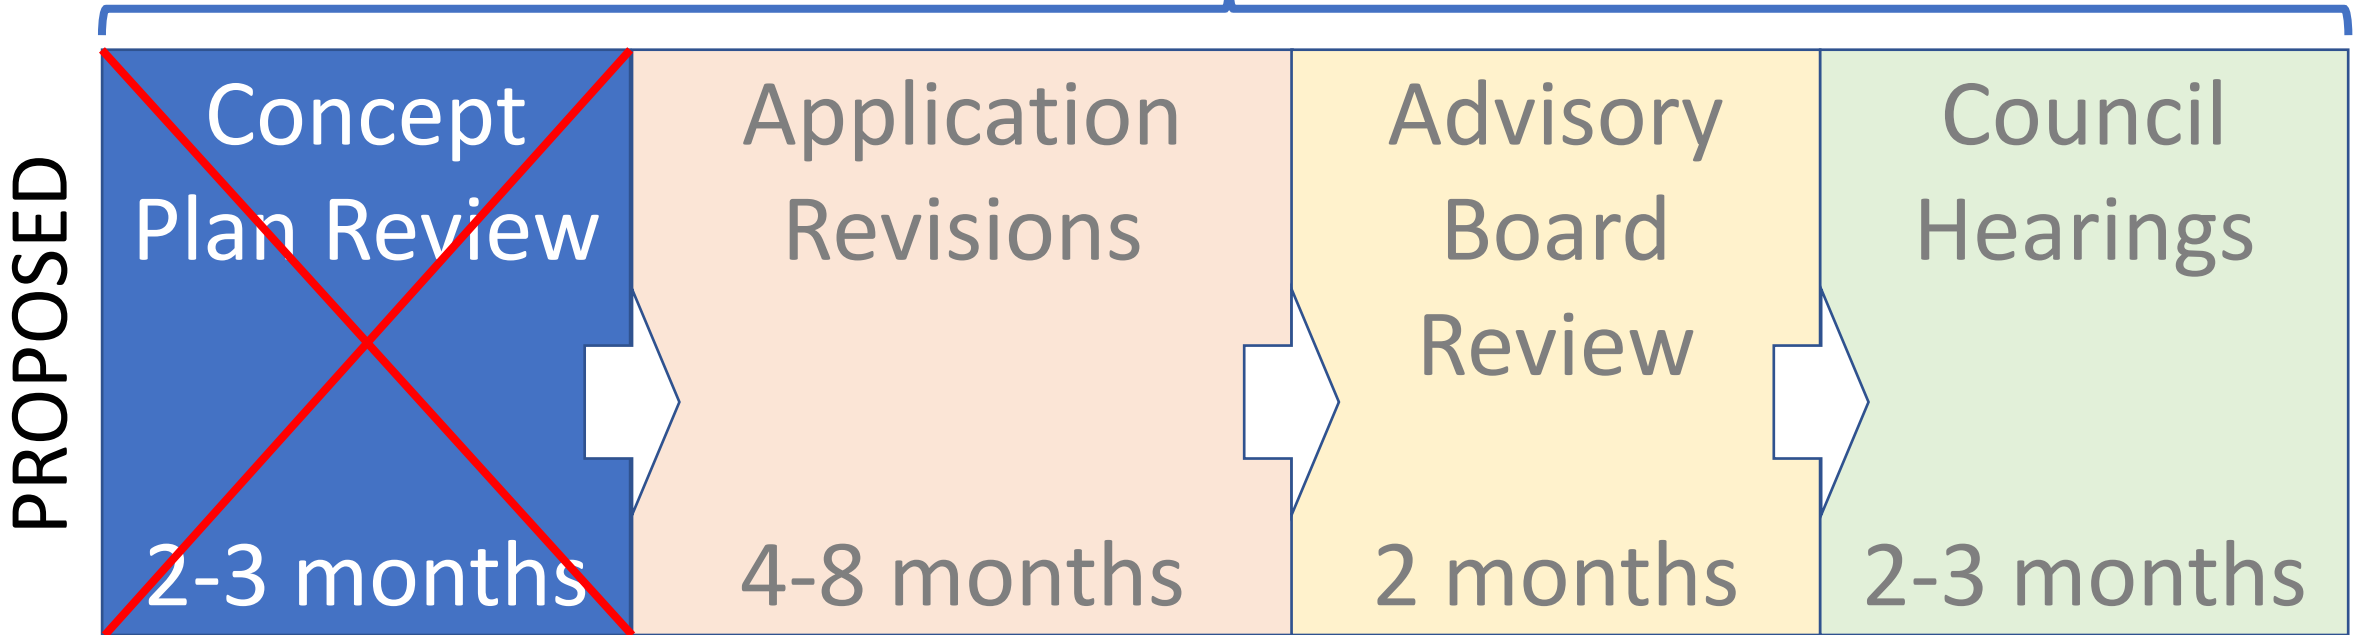 PROPOSED
Concept
Plan Review
2-3 months
Application
Revisions
4-8 months
Advisory
Board
Review
2 months
Council
Hearings
2-3 months